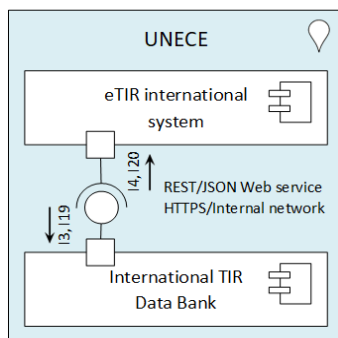 UNECE
eTIR international
system
I4, I20
REST/JSON Web service
HTTPS/Internal network
I3, I19
International TIR
Data Bank